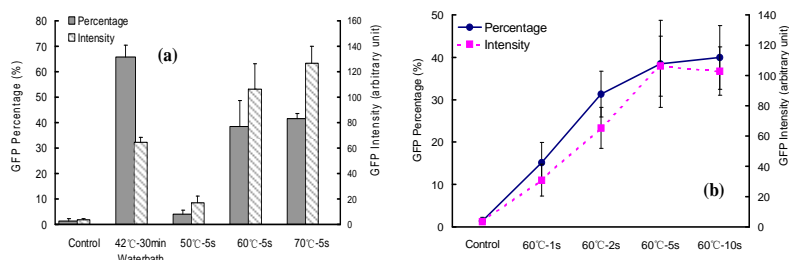 80
70
60
50
40
30
20
10
0
GFP Percentage (%)
Percentage
Intensity
(a)
160
140
120
100
80
60
40
20
0
GFP Intensity (arbitrary unit)
Control 42℃-30min 50℃-5s 60℃-5s 70℃-5s
Waterbath
50
40
30
20
10
0
GFP Percentage (%)
Percentage
Intensity
(b)
140
120
100
80
60
40
20
0
GFP Intensity (arbitrary unit)
Control 60℃-1s 60℃-2s 60℃-5s 60℃-10s